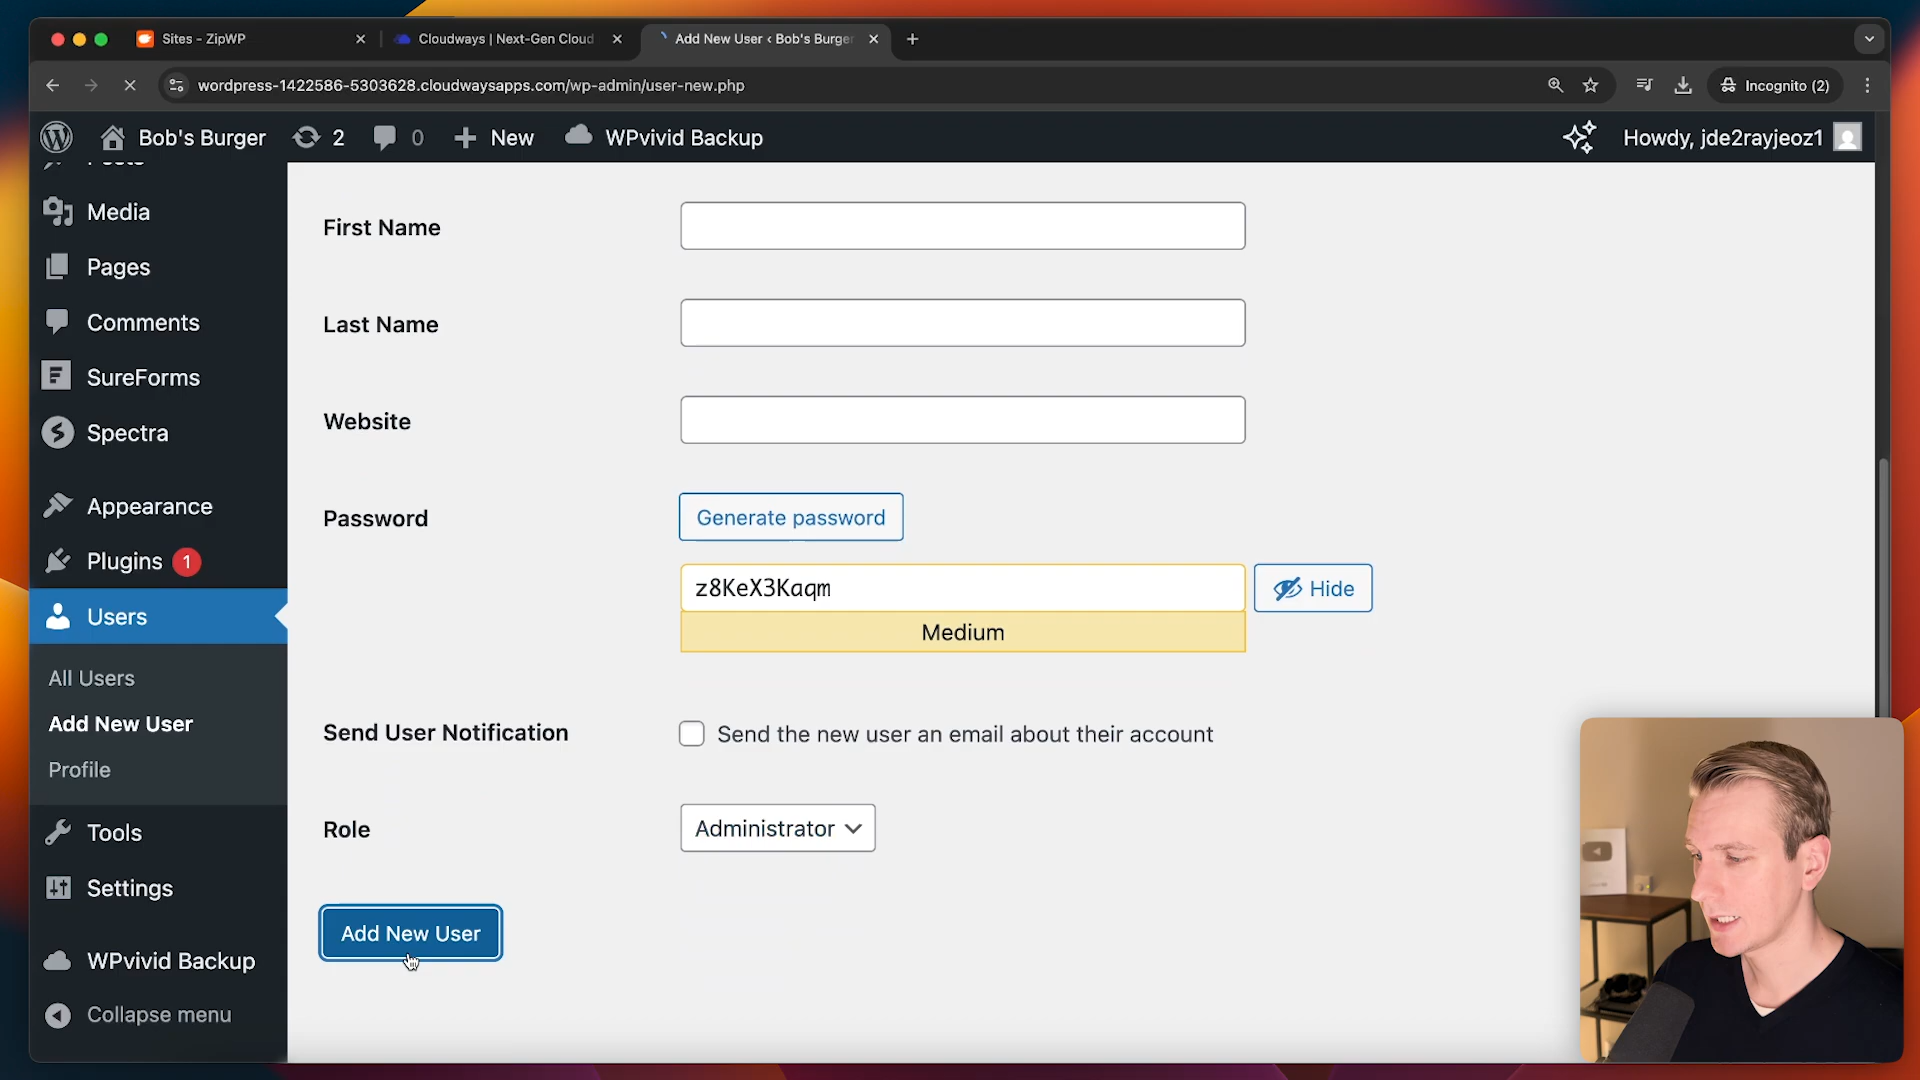 Sites - ZipWP
Cloudways | Next-Gen Cloud
Add New User ‹ Bob's Burger
wordpress-1422586-5303628.cloudwaysapps.com/wp-admin/user-new.php
Incognito (2)
Bob's Burger
2
0
New
WPvivid Backup
Howdy, jde2rayjeoz1
Posts
Media
Pages
Comments
SureForms
Spectra
Appearance
Plugins 1
Users
All Users
Add New User
Profile
Tools
Settings
WPvivid Backup
Collapse menu
First Name
Last Name
Website
Password
Generate password
z8KeX3Kaqm
Hide
Medium
Send User Notification
Send the new user an email about their account
Role
Administrator
Add New User